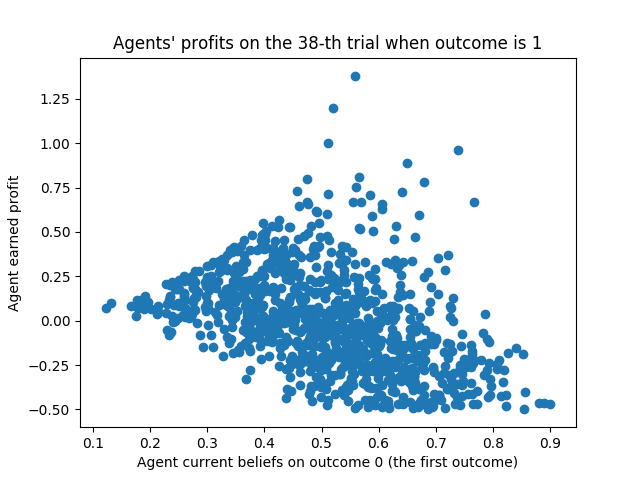 Agents' profits on the 38-th trial when outcome is 1
Agent earned profit
1.25
1.00
0.75
0.50
0.25
0.00
−0.25
−0.50
0.1 0.2 0.3 0.4 0.5 0.6 0.7 0.8 0.9
Agent current beliefs on outcome 0 (the first outcome)